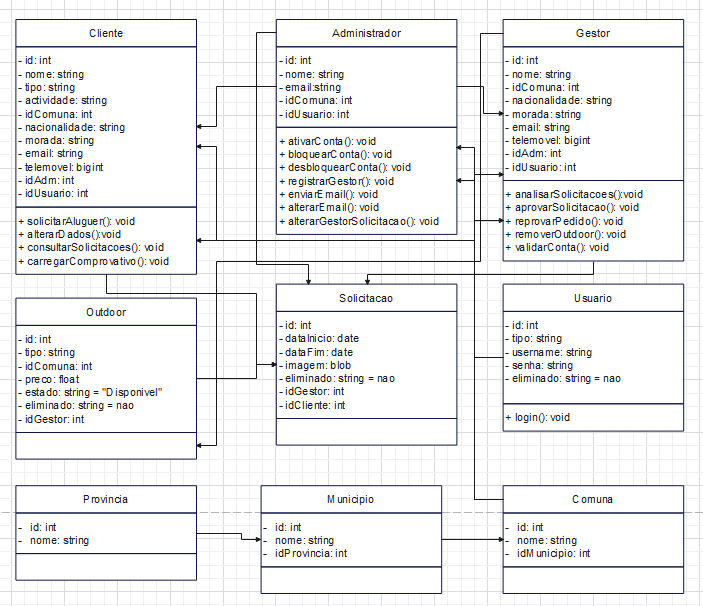 Cliente
- id: int
- nome: string
- tipo: string
- actividade: string
- idComuna: int
- nacionalidade: string
- morada: string
- email: string
- telemovel: bigint
- idAdm: int
- idUsuario: int
+ solicitarAluguer(): void
+ alterarDados():void
+ consultarSolicitacoes(): void
+ carregarComprovativo(): void
Administrador
- id: int
- nome: string
- email:string
- idComuna: int
- idUsuario: int
+ ativarConta(): void
+ bloquearConta(): void
+ desbloquearConta(): void
+ registrarGestor(): void
+ enviarEmail(): void
+ alterarEmail(): void
+ alterarGestorSolicitacao(): void
Gestor
- id: int
- nome: string
- idComuna: int
- nacionalidade: string
- morada: string
- email: string
- telemovel: bigint
- idAdm: int
- idUsuario: int
+ analisarSolicitacoes():void
+ aprovarSolicitacao(): void
+ reprovarPedido(): void
+ removerOutdoor(): void
+ validarConta(): void
Outdoor
- id: int
- tipo: string
- idComuna: int
- preco: float
- estado: string = "Disponivel"
- eliminado: string = nao
- idGestor: int
Solicitacao
- id: int
- dataInicio: date
- dataFim: date
- imagem: blob
- eliminado: string = nao
- idGestor: int
- idCliente: int
Usuario
- id: int
- tipo: string
- username: string
- senha: string
- eliminado: string = nao
+ login(): void
Provincia
- id: int
- nome: string
Municipio
- id: int
- nome: string
- idProvincia: int
Comuna
- id: int
- nome: string
- idMunicipio: int